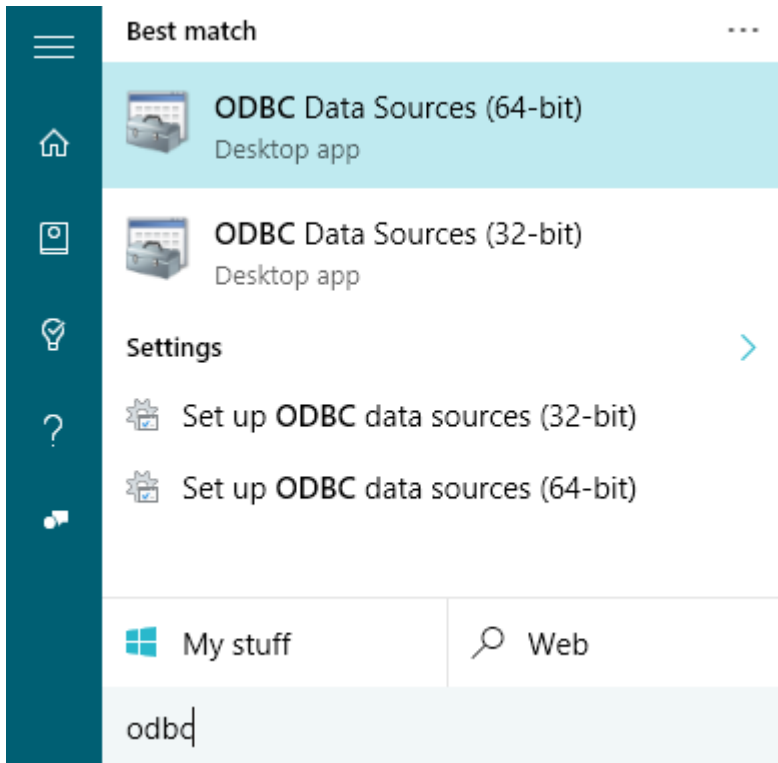 Best match
ODBC Data Sources (64-bit)
Desktop app
ODBC Data Sources (32-bit)
Desktop app
Settings
Set up ODBC data sources (32-bit)
Set up ODBC data sources (64-bit)
My stuff
Web
odbc